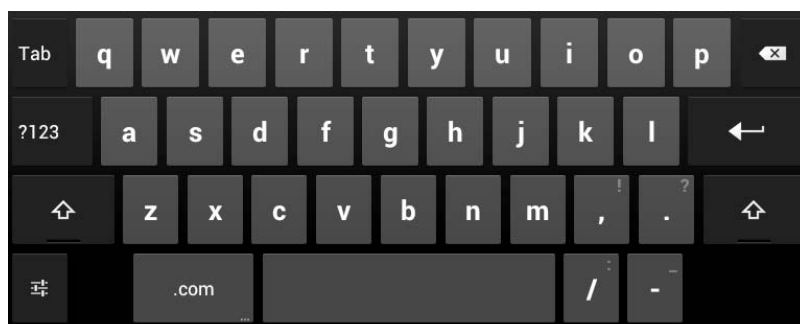 Tab q w e r t y u i o p
?123 a s d f g h j k l
z x c v b n m ,! .?
.com ... /: -_